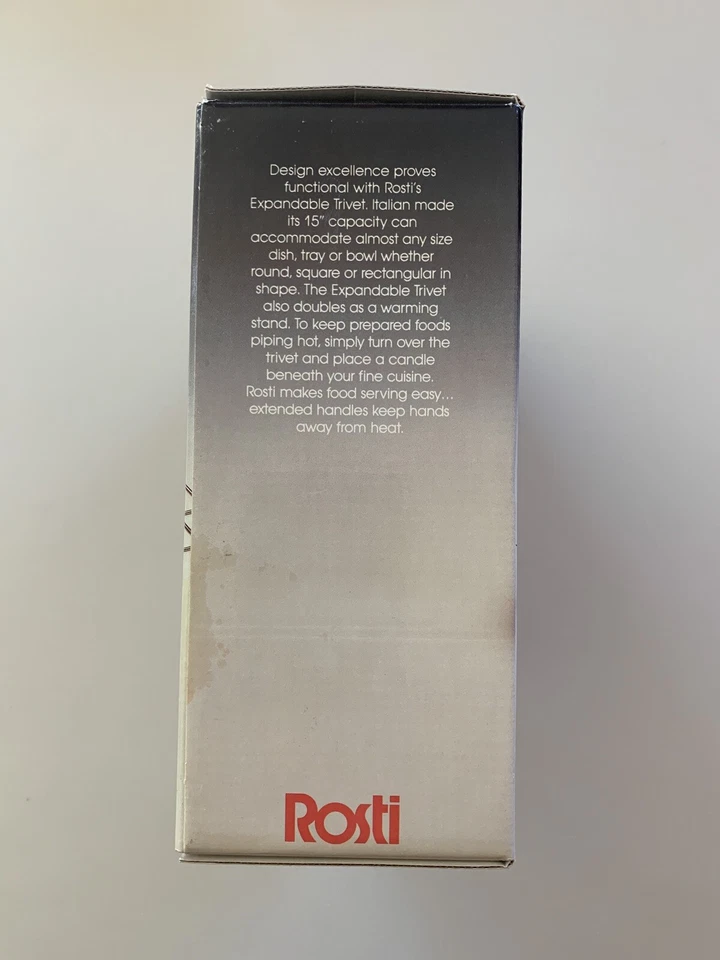 Design excellence proves
functional with Rosti's
Expandable Trivet. Italian made
its 15" capacity can
accommodate almost any size
dish, tray or bowl whether
round, square or rectangular in
shape. The Expandable Trivet
also doubles as a warming
stand. To keep prepared foods
piping hot, simply turn over the
trivet and place a candle
beneath your fine cuisine.
Rosti makes food serving easy...
extended handles keep hands
away from heat.
Rosti